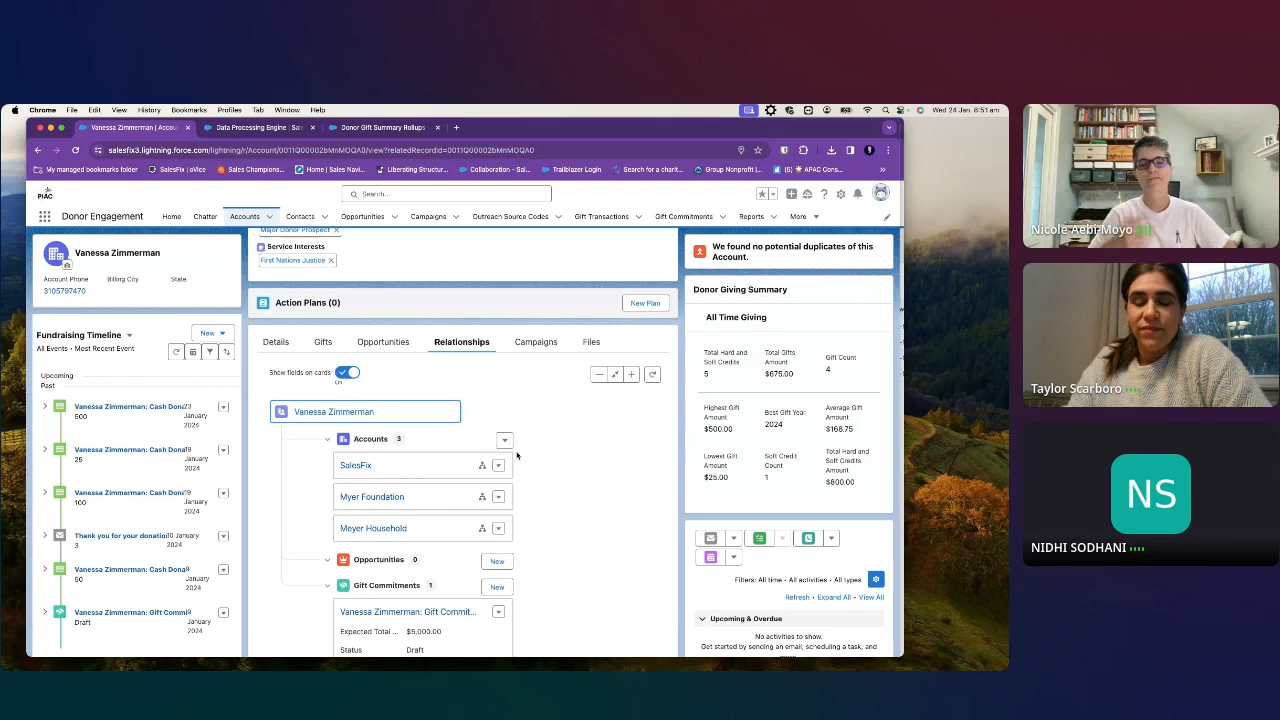 Chrome File Edit View History Bookmarks Profiles Tab Window Help
Wed 24 Jan 8:51am
Vanessa Zimmerman | Accou
Data Processing Engine | Sale
Donor Gift Summary Rollups
salesfix3.lightning.force.com/lightning/r/Account/0011Q00002bMnMOQA0/view?relatedRecordId=0011Q00002bMnMOQA0
My managed bookmarks folder
SalesFix | oVice
Sales Champions...
Home | Sales Navi...
Liberating Structur...
Collaboration - Sal...
Trailblazer Login
Search for a charit...
Group Nonprofit |...
(5) APAC Cons...
PIAC
Search...
Donor Engagement
Home Chatter Accounts Contacts Opportunities Campaigns Outreach Source Codes Gift Transactions Gift Commitments Reports More
Vanessa Zimmerman
Account Phone Billing City State
3105797470
Fundraising Timeline
New
All Events • Most Recent Event
Upcoming
Past
Vanessa Zimmerman: Cash Dona
500
23 January 2024
Vanessa Zimmerman: Cash Dona
25
19 January 2024
Vanessa Zimmerman: Cash Dona
100
19 January 2024
Thank you for your donation
3
10 January 2024
Vanessa Zimmerman: Cash Dona
50
9 January 2024
Vanessa Zimmerman: Gift Commi
Draft
9 January 2024
Major Donor Prospect
Service Interests
First Nations Justice
Action Plans (0)
New Plan
Details Gifts Opportunities Relationships Campaigns Files
Show fields on cards
On
Vanessa Zimmerman
Accounts 3
SalesFix
Myer Foundation
Meyer Household
Opportunities 0
New
Gift Commitments 1
New
Vanessa Zimmerman: Gift Commit...
Expected Total ... $5,000.00
Status Draft
We found no potential duplicates of this
Account.
Donor Giving Summary
All Time Giving
Total Hard and Soft Credits
5
Total Gifts Amount
$675.00
Gift Count
4
Highest Gift Amount
$500.00
Best Gift Year
2024
Average Gift Amount
$168.75
Lowest Gift Amount
$25.00
Soft Credit Count
1
Total Hard and Soft Credits Amount
$800.00
Filters: All time • All activities • All types
Refresh • Expand All • View All
Upcoming & Overdue
No activities to show.
Get started by sending an email, scheduling a task, and
Nicole Aebi-Moyo
Taylor Scarboro
NS
NIDHI SODHANI